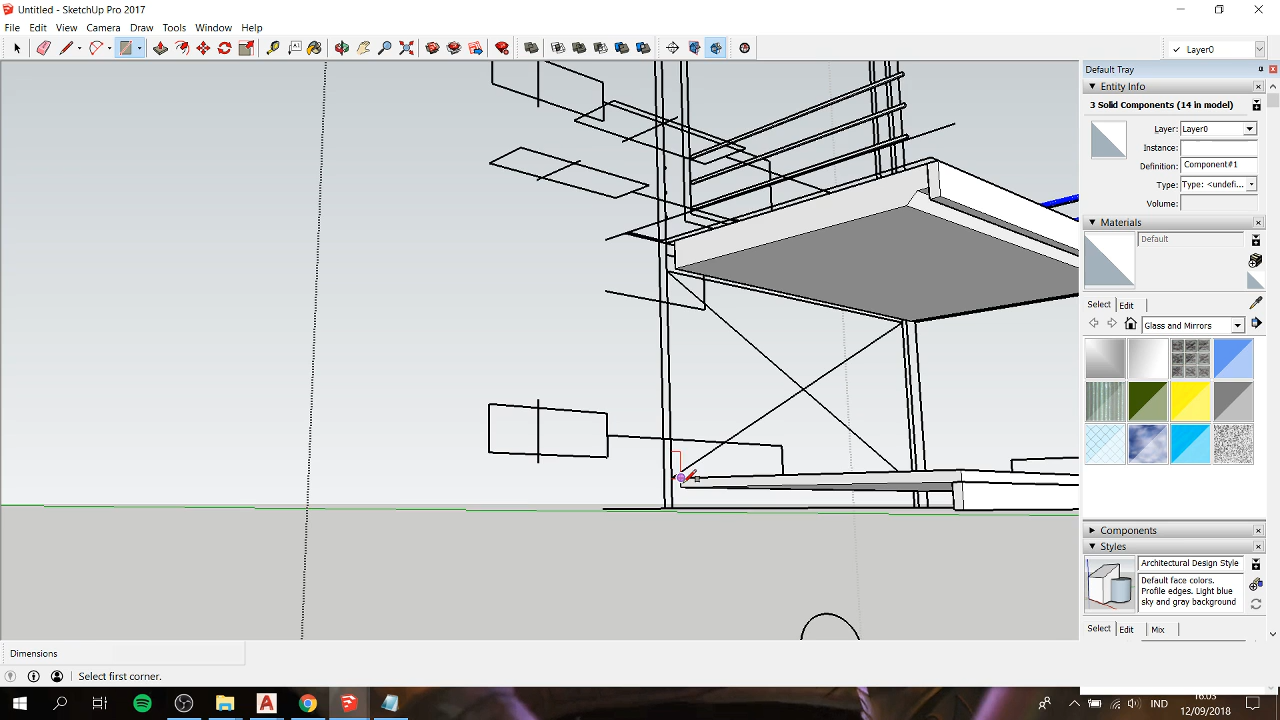 Untitled - SketchUp Pro 2017
File Edit View Camera Draw Tools Window Help
Layer0
Default Tray
Entity Info
3 Solid Components (14 in model)
Layer: Layer0
Instance:
Definition: Component#1
Type: Type: <undefi...
Volume:
Materials
Default
Select Edit
Glass and Mirrors
Components
Styles
Architectural Design Style
Default face colors.
Profile edges. Light blue
sky and gray background
Select Edit Mix
Dimensions
Select first corner.
IND
16.05
12/09/2018